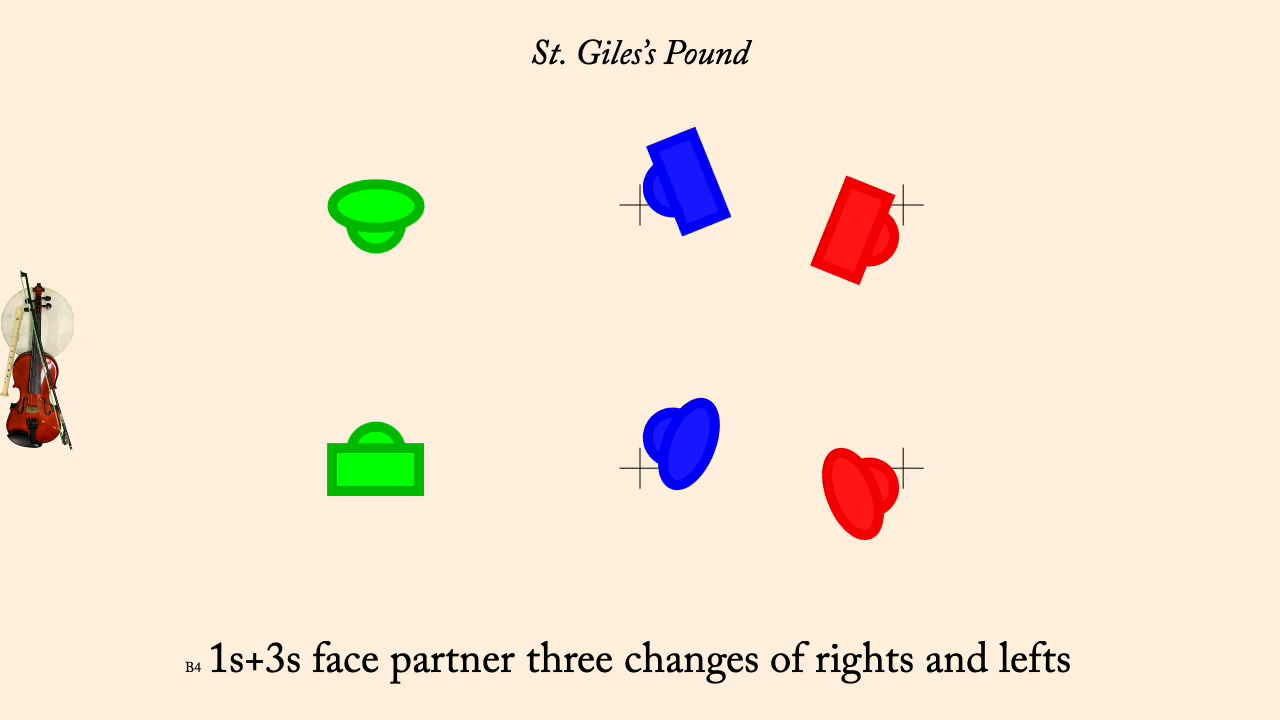 St. Giles’s Pound
B4 1s+3s face partner three changes of rights and lefts